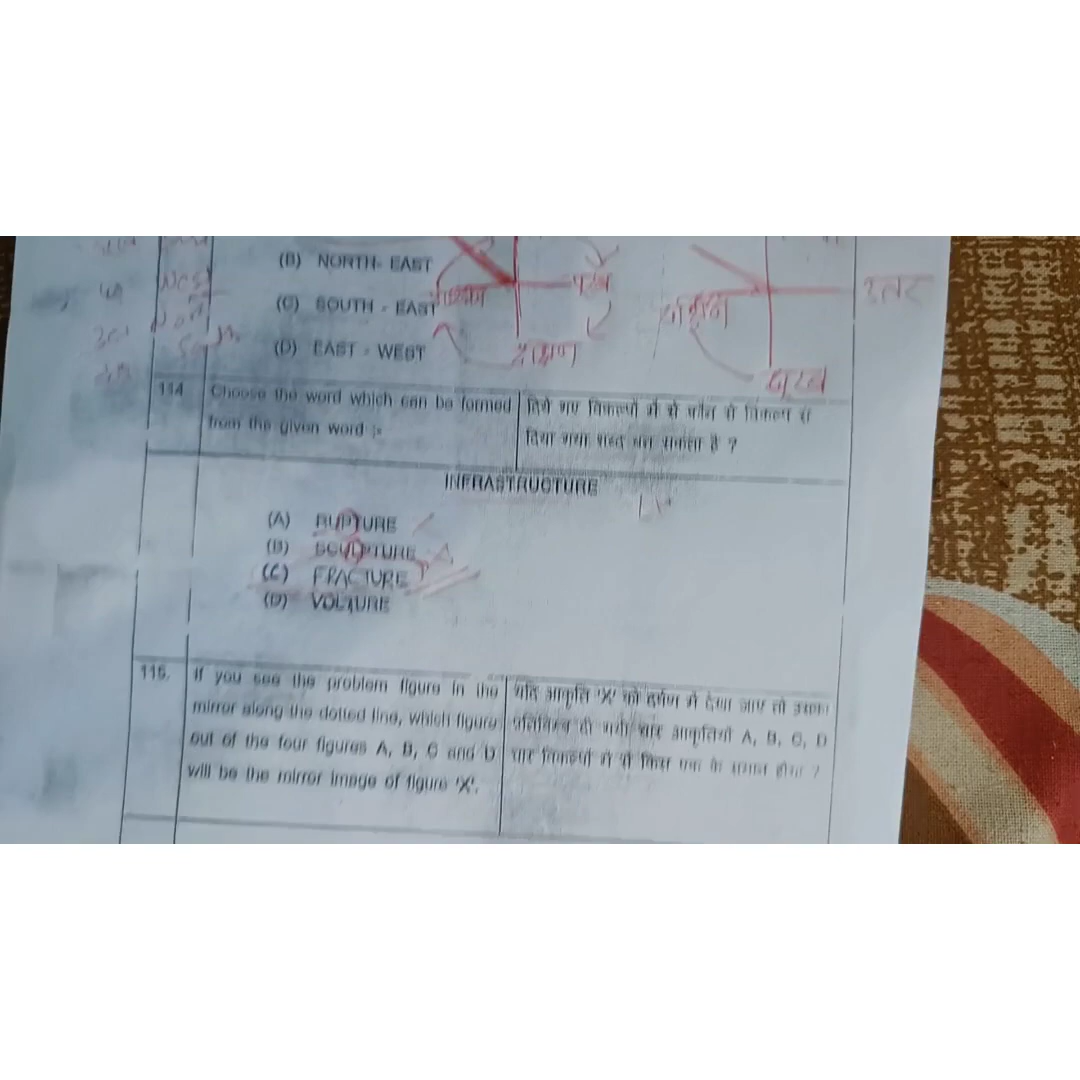 (B) NORTH- EAST
(C) SOUTH - EAST
(D) EAST - WEST
पूरब
दक्षिण
उत्तर
114 Choose the word which can be formed
from the given word :-
दिये गए विकल्पों में से कौन से विकल्प से
दिया गया शब्द बन सकता है ?
INFRASTRUCTURE
(A) RUPTURE
(B) SCULPTURE
(C) FRACTURE
(D) VOLTURE
115. If you see the problem figure in the
mirror along the dotted line, which figure
out of the four figures A, B, C and D
will be the mirror image of figure 'X'.
यदि आकृति 'X' को दर्पण में देखा जाए तो उसका
प्रतिबिम्ब दी गयी चार आकृतियों A, B, C, D
चार विकल्पों में से किस एक के समान होगा ?